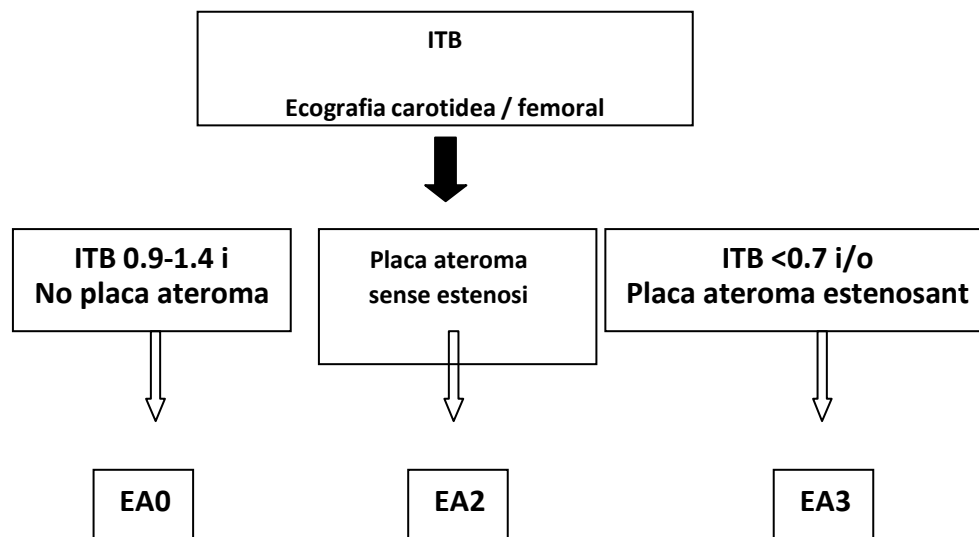 ITB
Ecografia carotidea / femoral
ITB 0.9-1.4 i
No placa ateroma
Placa ateroma
sense estenosi
ITB <0.7 i/o
Placa ateroma estenosant
EA0
EA2
EA3